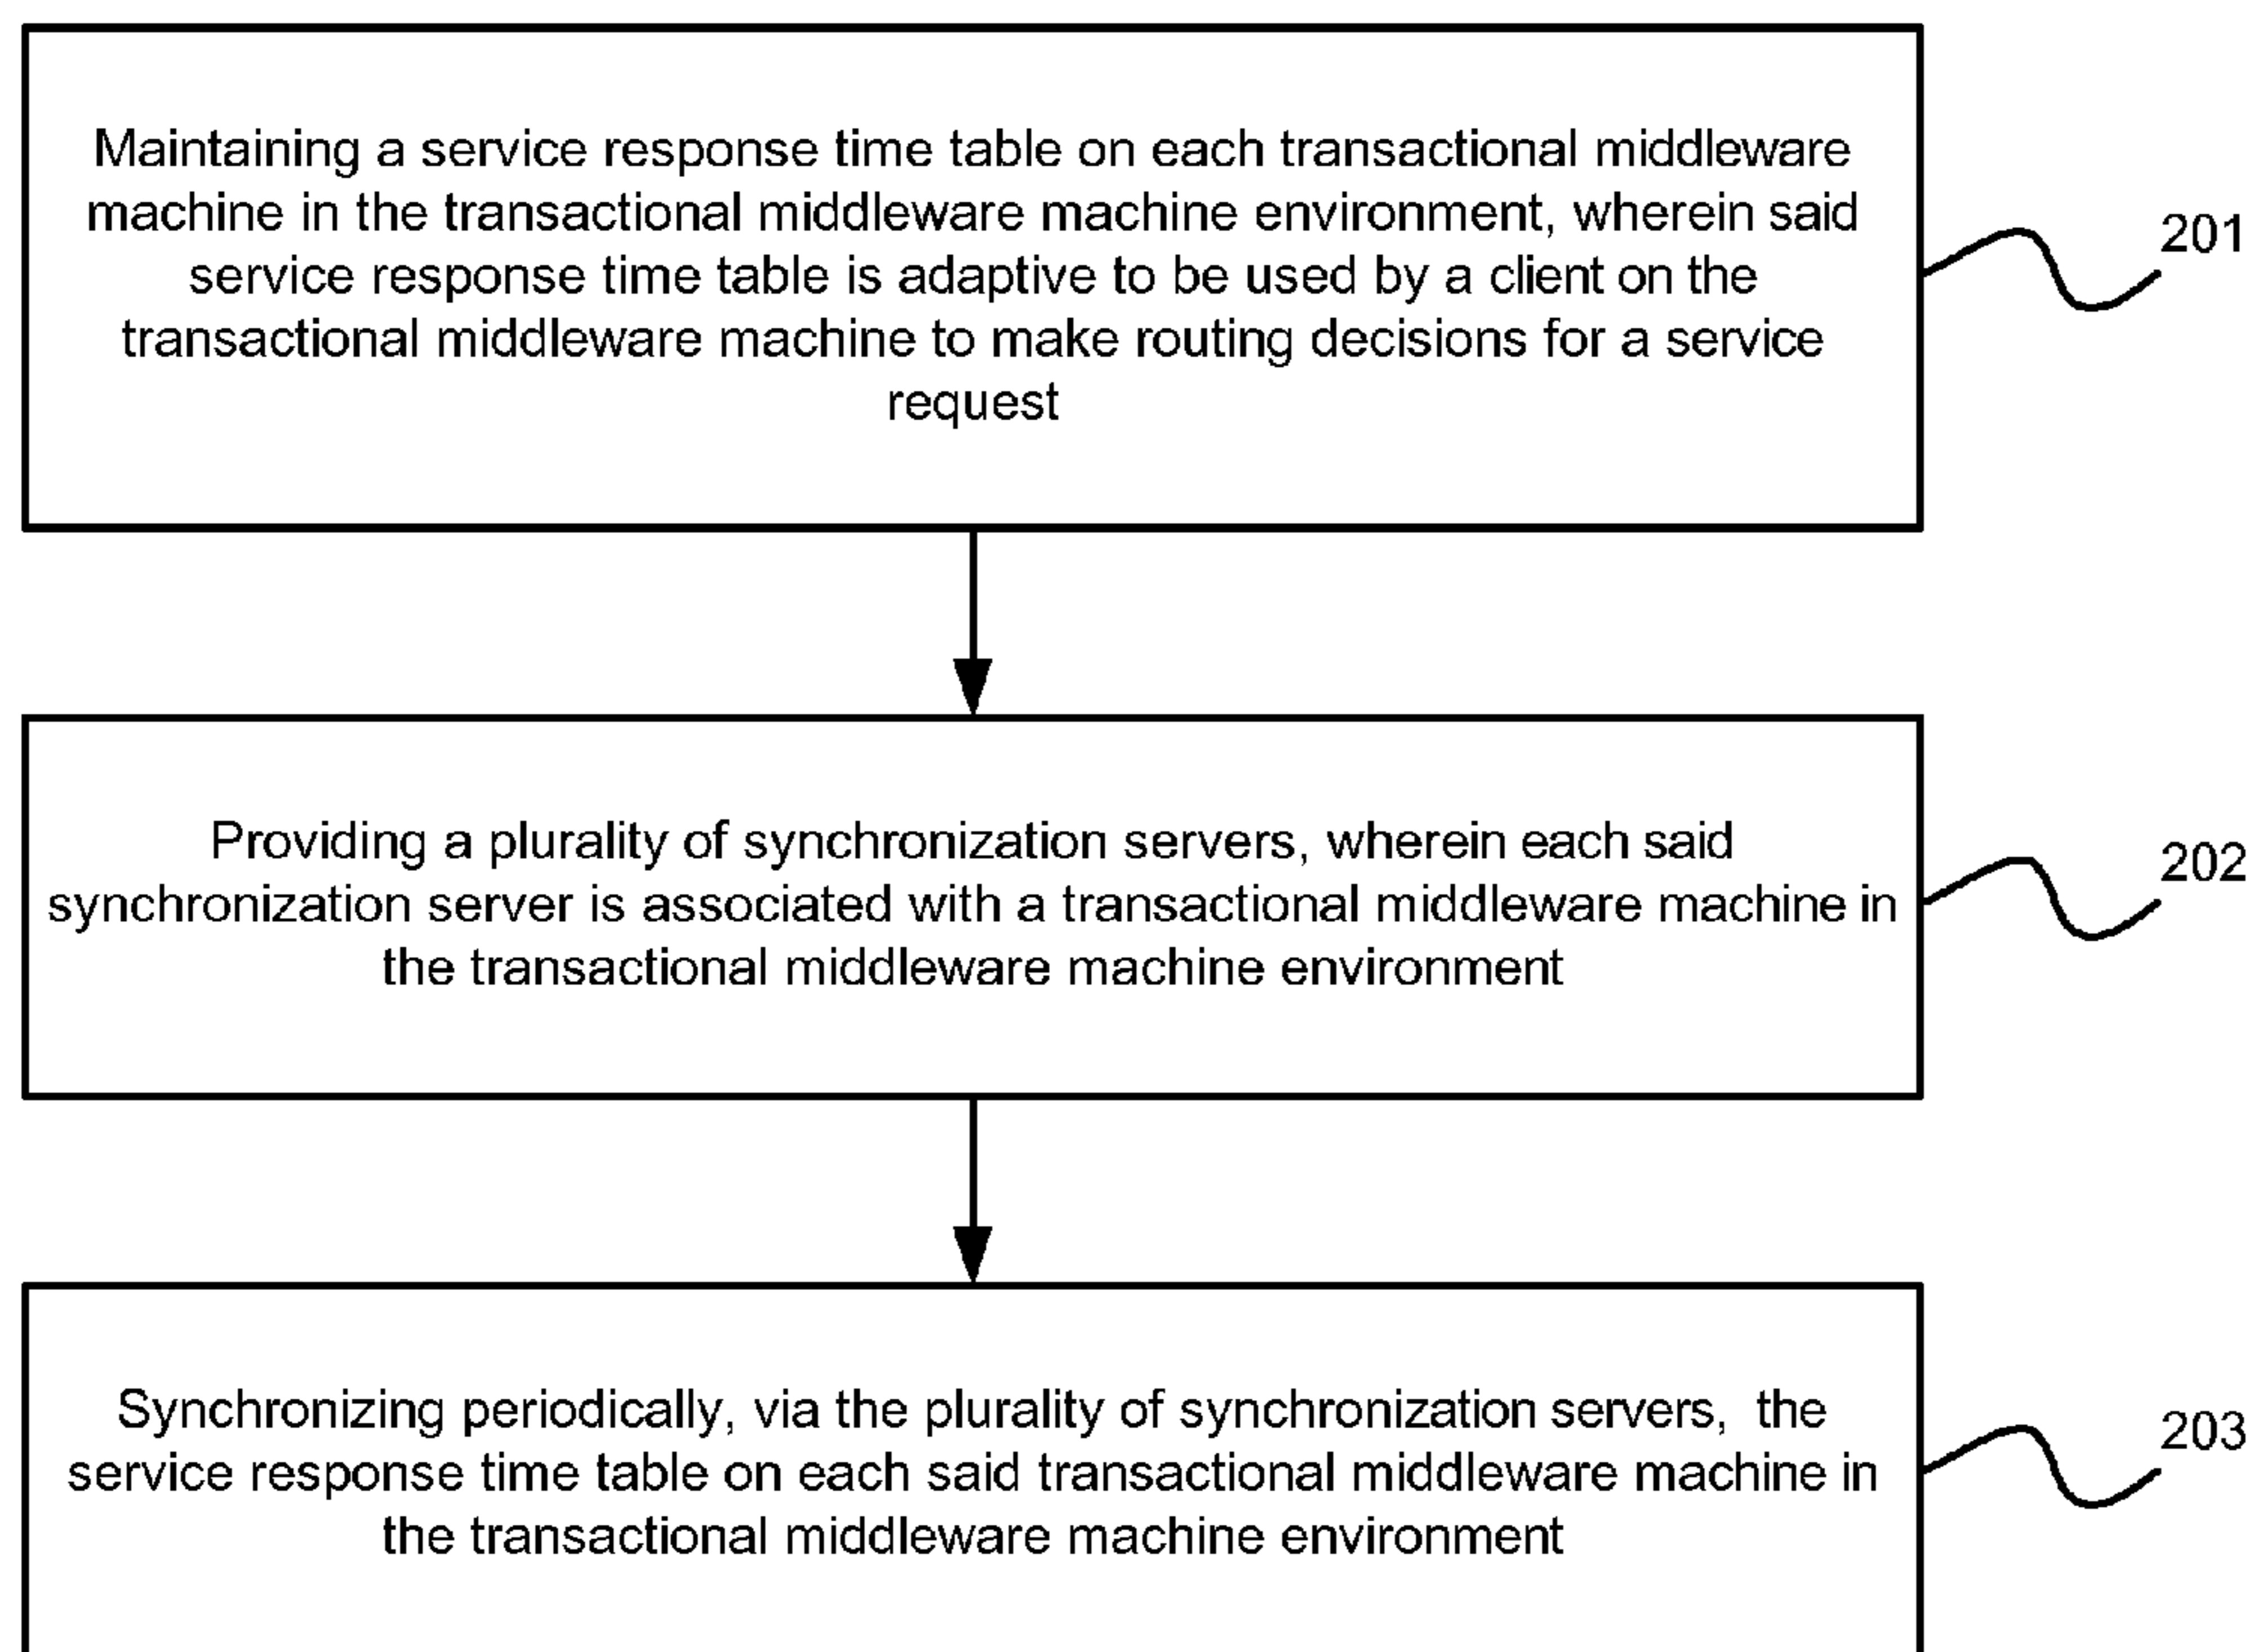 Maintaining a service response time table on each transactional middleware
machine in the transactional middleware machine environment, wherein said
service response time table is adaptive to be used by a client on the
transactional middleware machine to make routing decisions for a service
request
201
Providing a plurality of synchronization servers, wherein each said
synchronization server is associated with a transactional middleware machine in
the transactional middleware machine environment
202
Synchronizing periodically, via the plurality of synchronization servers, the
service response time table on each said transactional middleware machine in
the transactional middleware machine environment
203